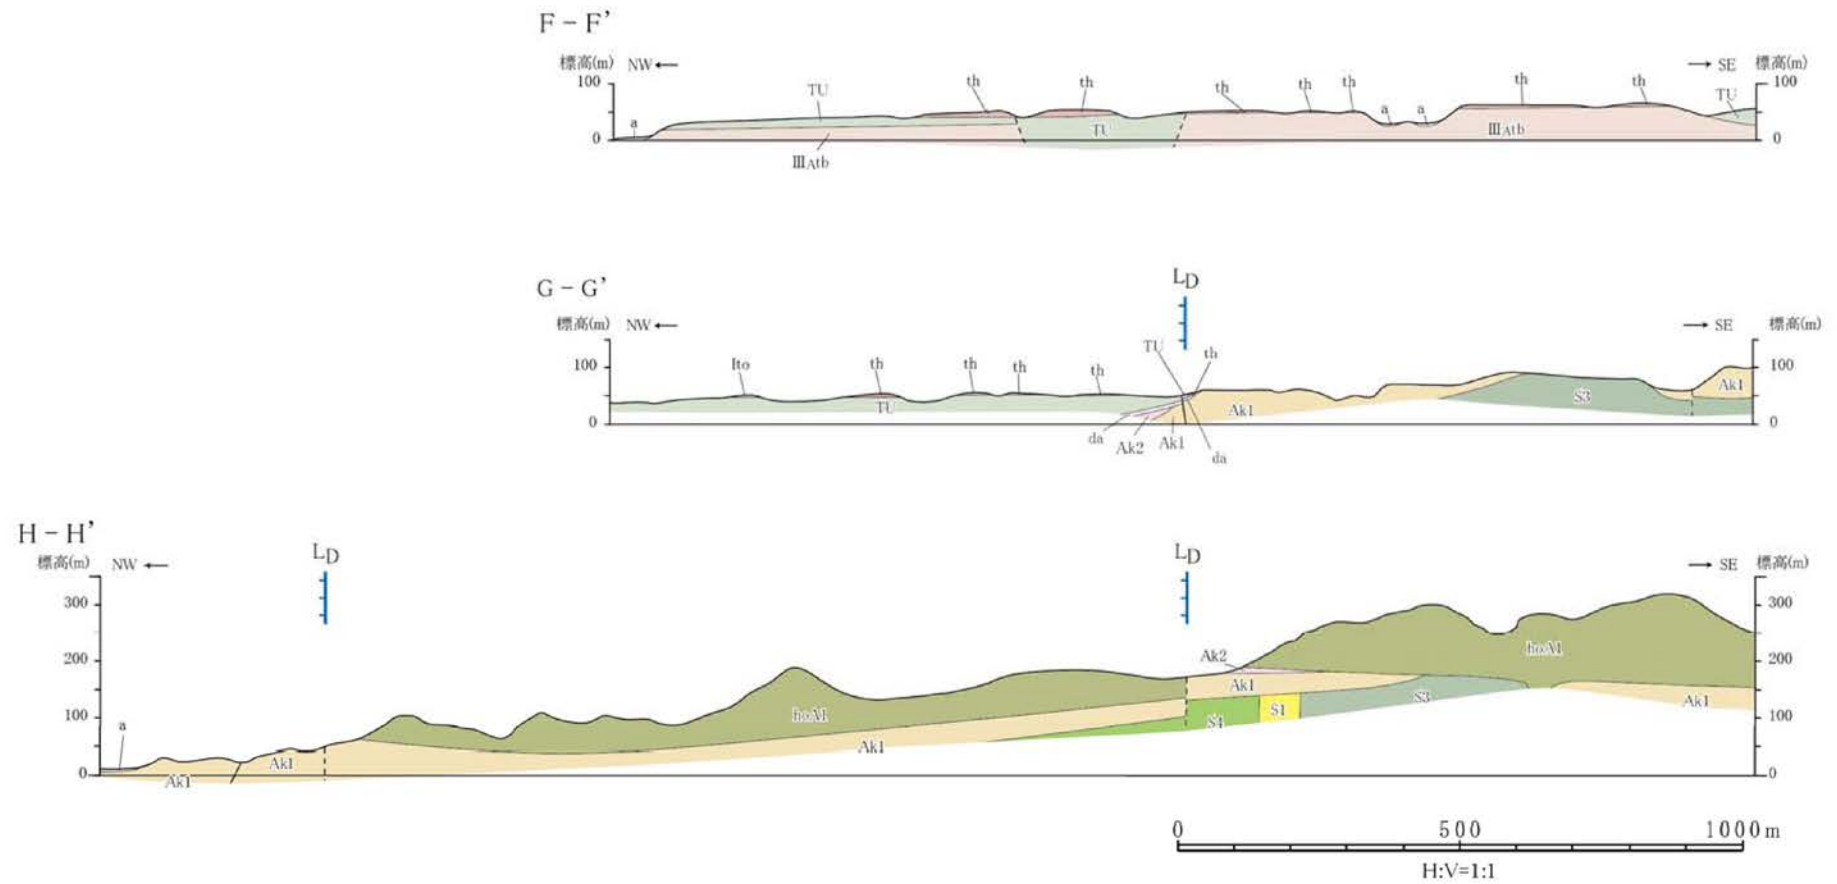 F－F’
標高(m) NW← →SE 標高(m)
100 TU th th th th th th th TU 100
a a a
0 TU ⅢAtb 0
ⅢAtb
LD
G－G’
標高(m) NW← →SE 標高(m)
TU th
100 Ito th th th th 100
TU Ak1 S3 Ak1
0 0
da Ak2 Ak1 da
H－H’
LD LD
標高(m) NW← →SE 標高(m)
300 300
200 Ak2 hoA1 200
Ak1
100 a hoA1 S4 S1 S3 Ak1 100
Ak1 Ak1
0 Ak1 0
0 500 1000m
H:V=1:1